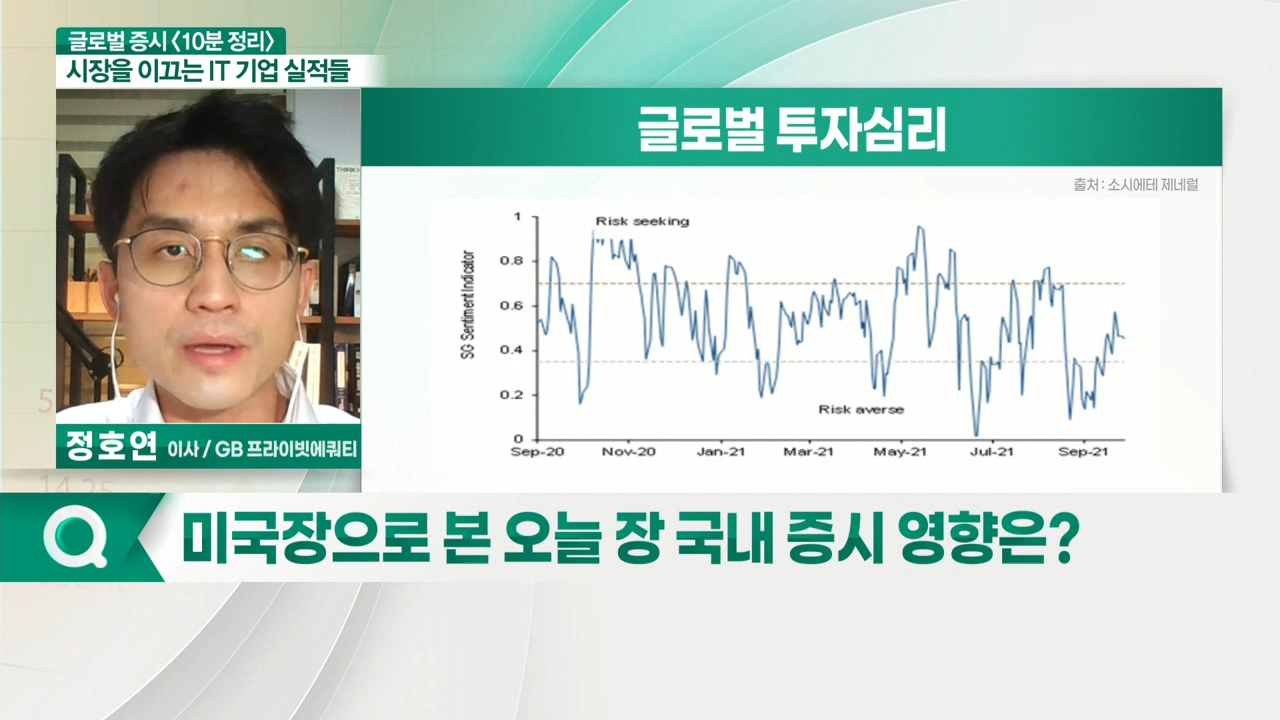 글로벌 증시 〈10분 정리〉
시장을 이끄는 IT 기업 실적들
글로벌 투자심리
출처 : 소시에테 제네럴
Risk seeking
SG Sentiment Indicator
1
0.8
0.6
0.4
0.2
0
Risk averse
Sep-20 Nov-20 Jan-21 Mar-21 May-21 Jul-21 Sep-21
정호연 이사 / GB 프라이빗에쿼티
Q 미국장으로 본 오늘 장 국내 증시 영향은?